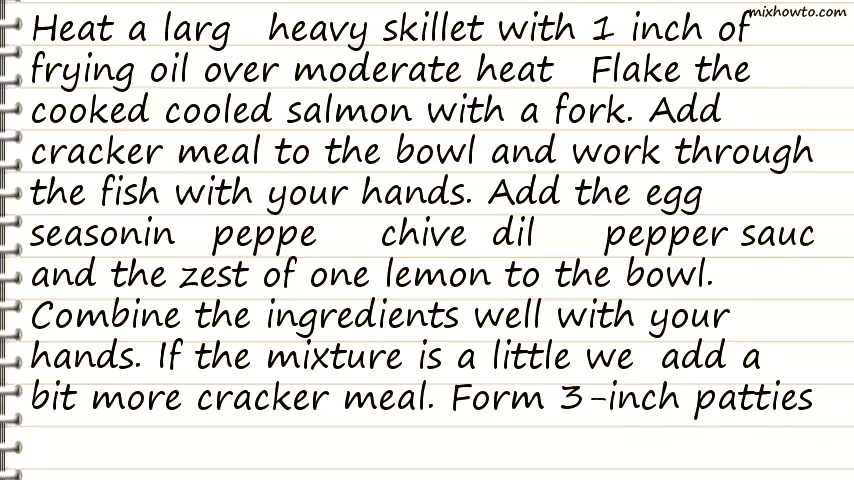 mixhowto.com
Heat a larg heavy skillet with 1 inch of
frying oil over moderate heat Flake the
cooked cooled salmon with a fork. Add
cracker meal to the bowl and work through
the fish with your hands. Add the egg
seasonin peppe chive dil pepper sauc
and the zest of one lemon to the bowl.
Combine the ingredients well with your
hands. If the mixture is a little we add a
bit more cracker meal. Form 3-inch patties